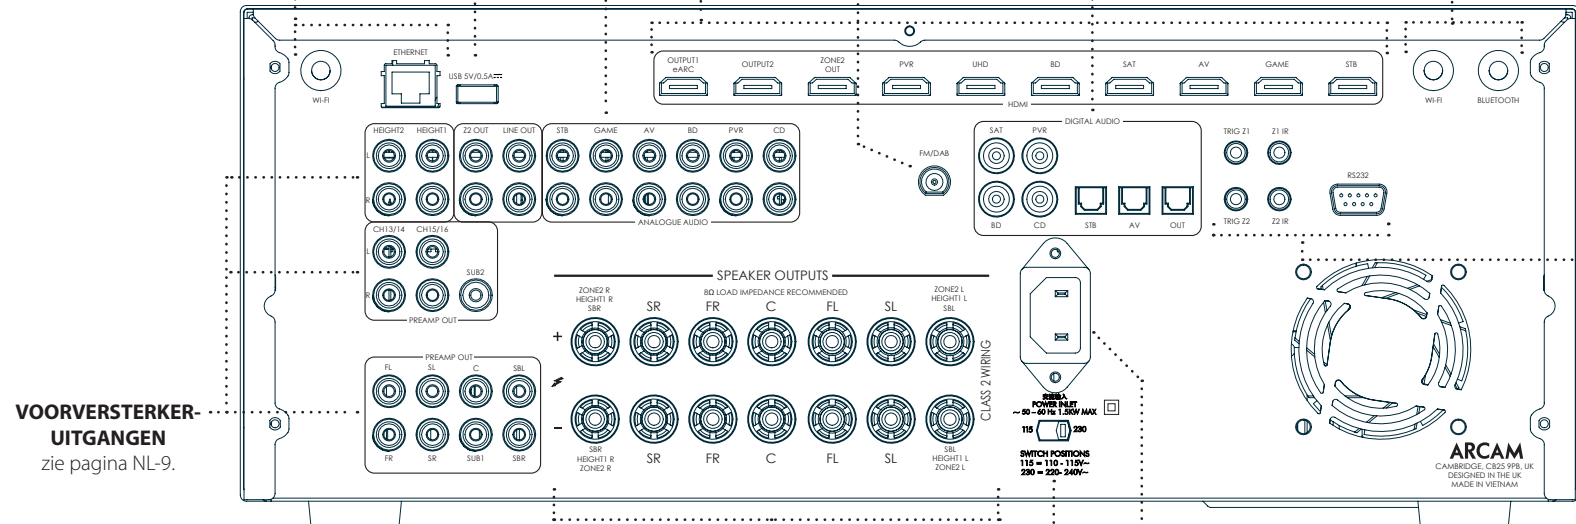 WI-FI
ETHERNET
USB 5V/0.5A
OUTPUT1
eARC
OUTPUT2
ZONE2
OUT
PVR
UHD
BD
SAT
AV
GAME
STB
HDMI
WI-FI
BLUETOOTH
HEIGHT2
HEIGHT1
Z2 OUT
LINE OUT
STB
GAME
AV
BD
PVR
CD
L
R
ANALOGUE AUDIO
FM/DAB
DIGITAL AUDIO
SAT
PVR
BD
CD
STB
AV
OUT
TRIG Z1
Z1 IR
TRIG Z2
Z2 IR
RS232
CH13/14
CH15/16
L
R
SUB2
PREAMP OUT
SPEAKER OUTPUTS
8Ω LOAD IMPEDANCE RECOMMENDED
ZONE2 R
HEIGHT1 R
SBR
SR
FR
C
FL
SL
ZONE2 L
HEIGHT1 L
SBL
+
−
SBR
HEIGHT1 R
ZONE2 R
SR
FR
C
FL
SL
SBL
HEIGHT1 L
ZONE2 L
CLASS 2 WIRING
PREAMP OUT
FL
SL
C
SBL
FR
SR
SUB1
SBR
VOORVERSTERKER-
UITGANGEN
zie pagina NL-9.
POWER INLET
~ 50 – 60 Hz 1.5KW MAX
115
230
SWITCH POSITIONS
115 = 110 - 115V~
230 = 220- 240V~
ARCAM
CAMBRIDGE, CB25 9PB, UK
DESIGNED IN THE UK
MADE IN VIETNAM